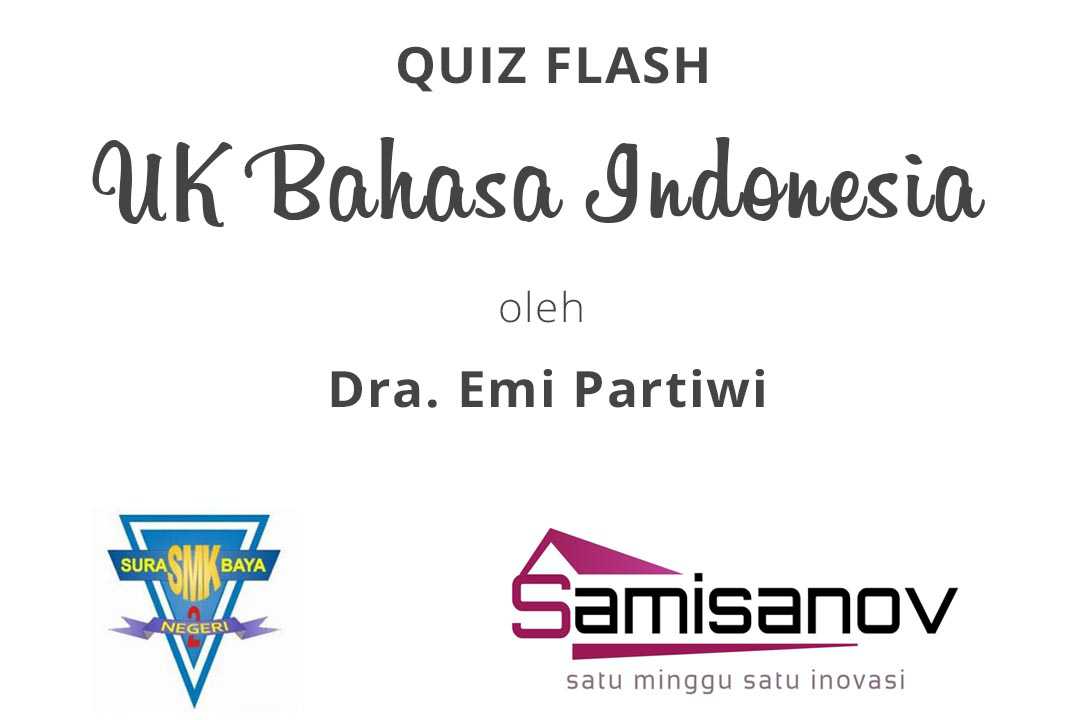 QUIZ FLASH
UK Bahasa Indonesia
oleh
Dra. Emi Partiwi
SURA SMK BAYA
2
NEGERI
Samisanov
satu minggu satu inovasi